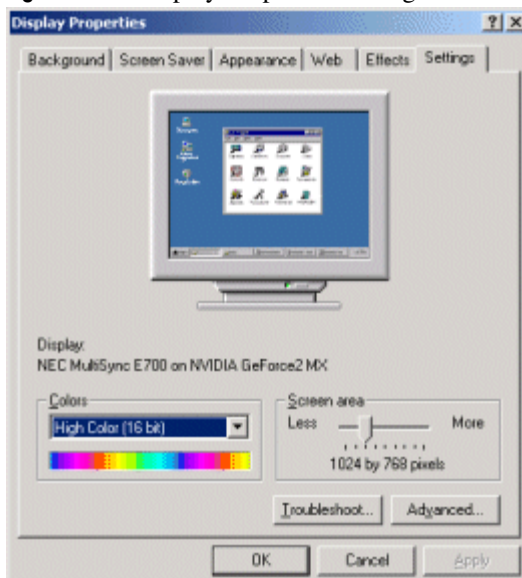 Display Properties
Background Screen Saver Appearance Web Effects Settings
Display:
NEC MultiSync E700 on NVIDIA GeForce2 MX
Colors
High Color (16 bit)
Screen area
Less More
1024 by 768 pixels
Troubleshoot... Advanced...
OK Cancel Apply